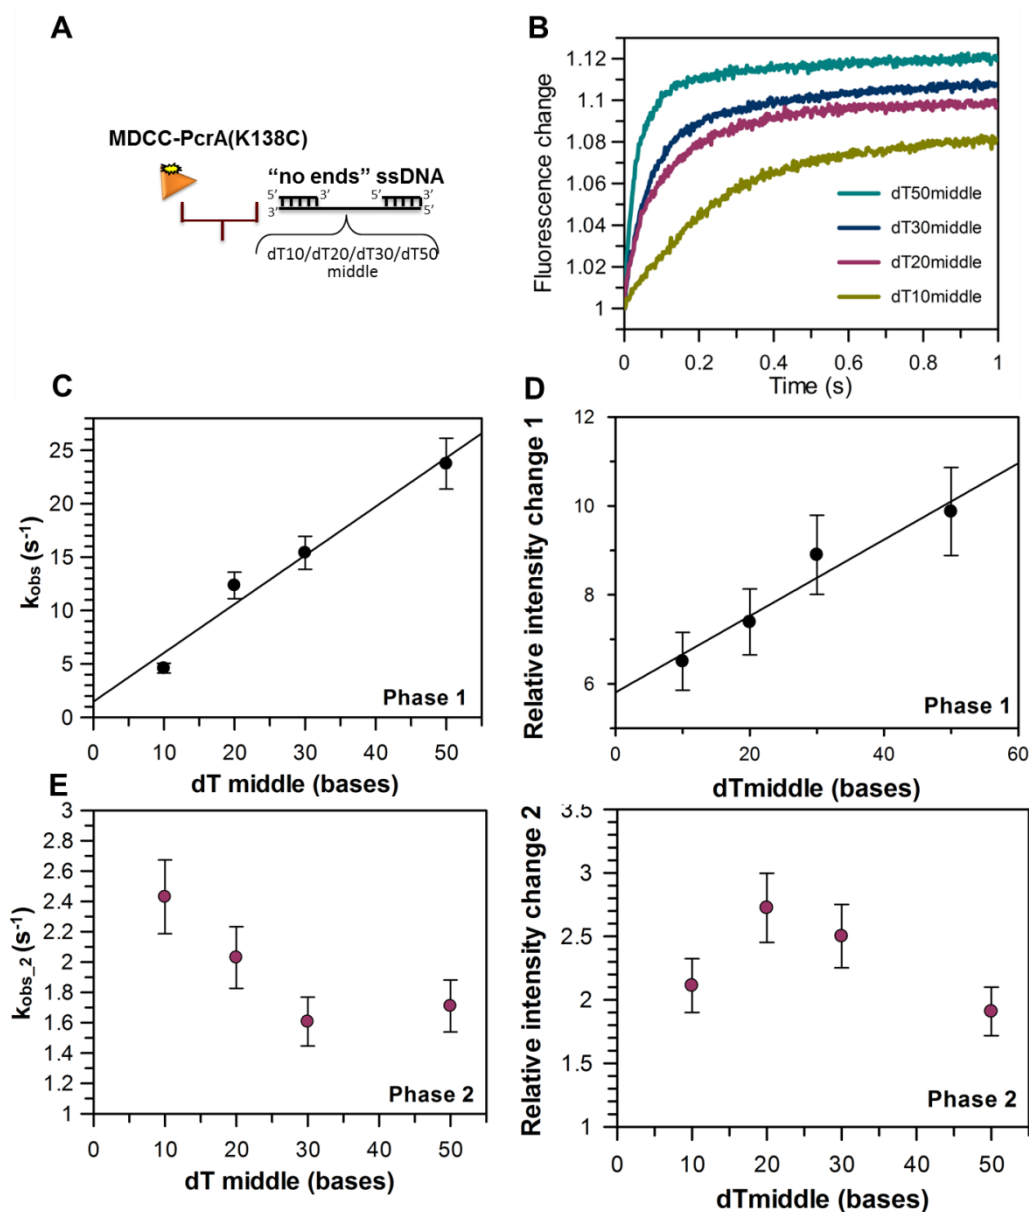 A
MDCC-PcrA(K138C)
“no ends” ssDNA
5′ 3′ 5′ 3′
3′ 5′
dT10/dT20/dT30/dT50
middle
B
Fluorescence change
1.12
1.1
1.08
1.06
1.04
1.02
1
dT50middle
dT30middle
dT20middle
dT10middle
0 0.2 0.4 0.6 0.8 1
Time (s)
C
kobs (s-1)
25
20
15
10
5
0
Phase 1
0 10 20 30 40 50
dT middle (bases)
D
Relative intensity change 1
12
10
8
6
Phase 1
0 20 40 60
dTmiddle (bases)
E
kobs_2 (s-1)
3
2.8
2.6
2.4
2.2
2
1.8
1.6
1.4
1.2
1
Phase 2
0 10 20 30 40 50
dT middle (bases)
Relative intensity change 2
3.5
3
2.5
2
1.5
1
Phase 2
0 10 20 30 40 50
dTmiddle (bases)